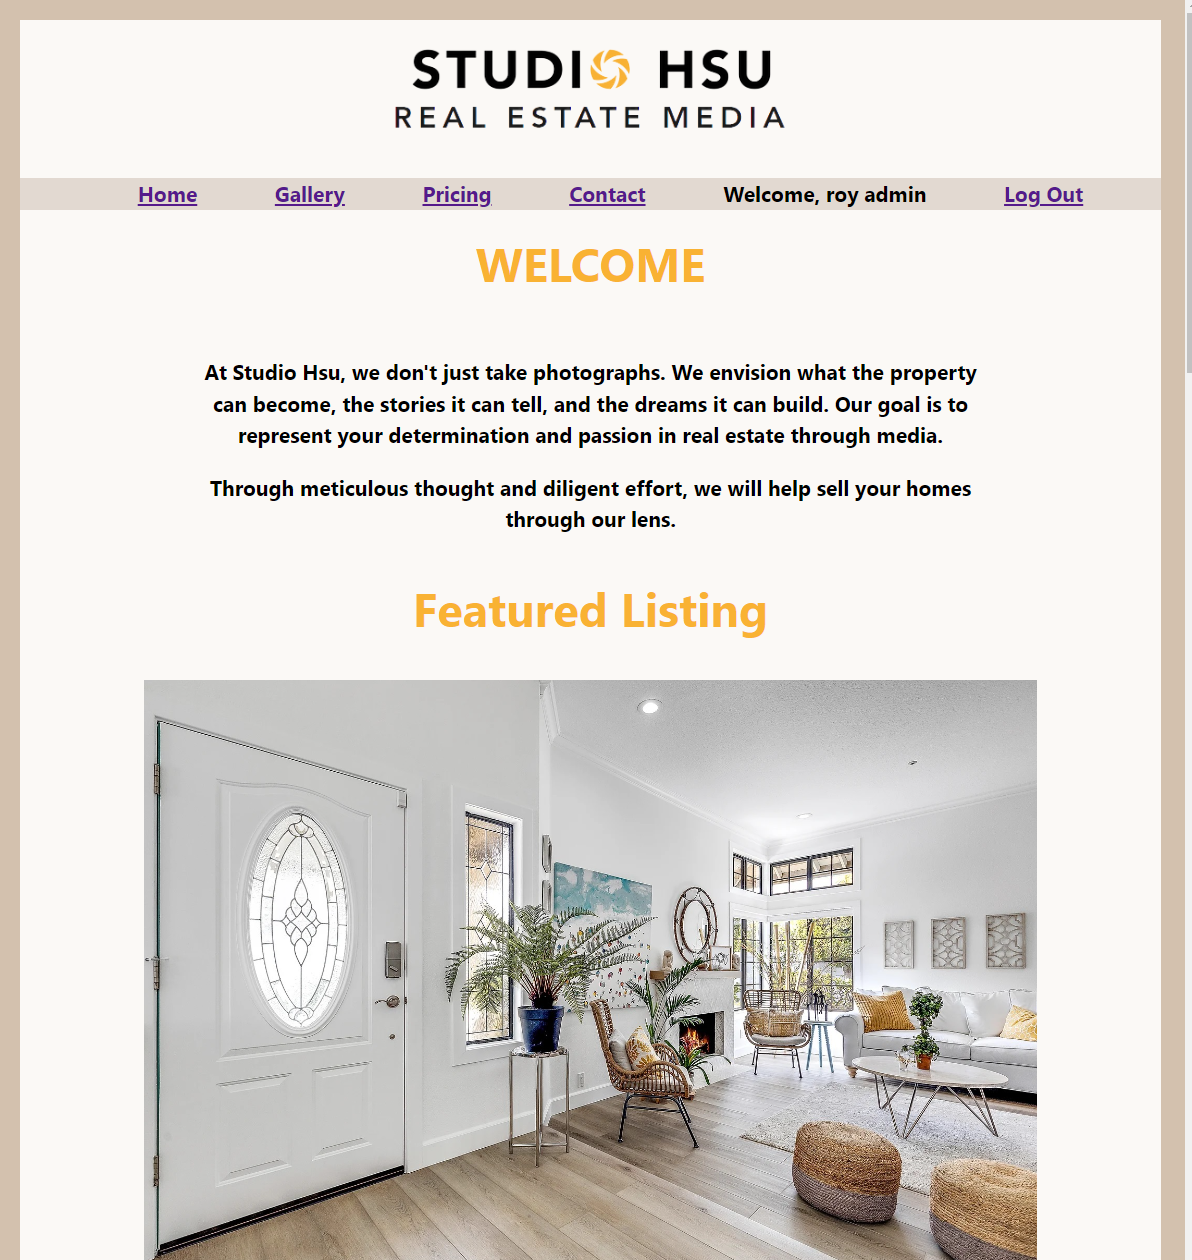 STUDIO HSU
REAL ESTATE MEDIA
Home Gallery Pricing Contact Welcome, roy admin Log Out
WELCOME
At Studio Hsu, we don't just take photographs. We envision what the property
can become, the stories it can tell, and the dreams it can build. Our goal is to
represent your determination and passion in real estate through media.
Through meticulous thought and diligent effort, we will help sell your homes
through our lens.
Featured Listing